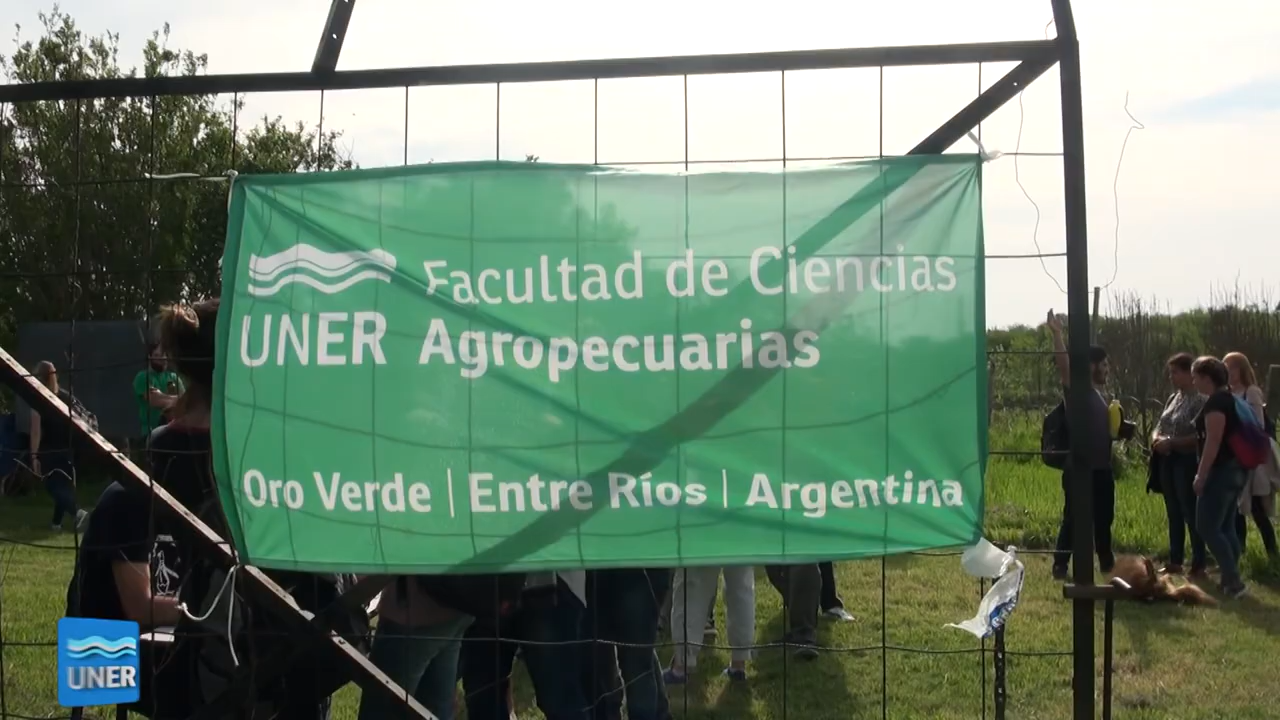 UNER
Facultad de Ciencias
Agropecuarias
Oro Verde | Entre Ríos | Argentina
UNER